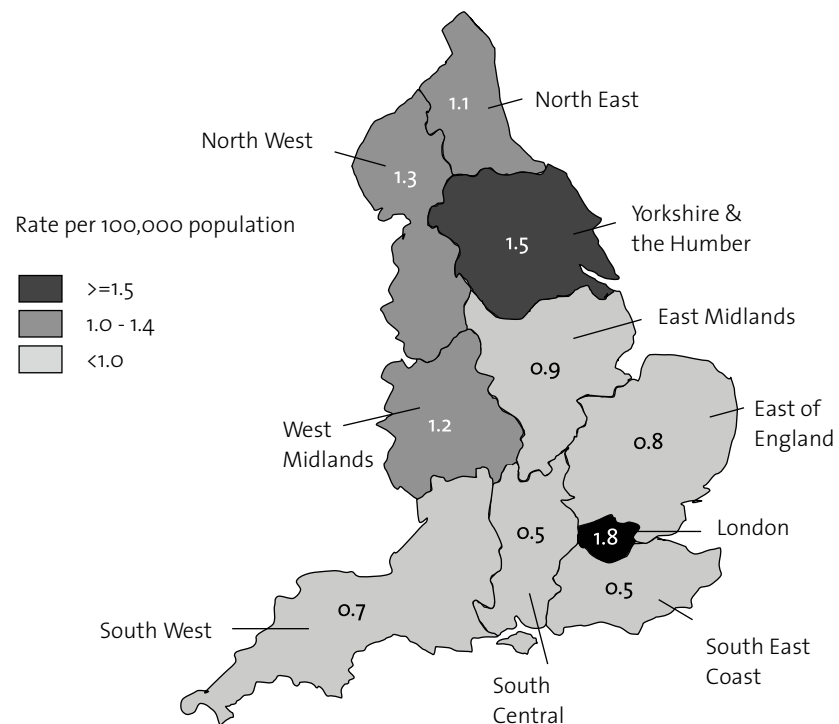 1.1
North East
North West
1.3
Rate per 100,000 population
Yorkshire &
the Humber
1.5
>=1.5
1.0 - 1.4
<1.0
East Midlands
0.9
East of
England
West
Midlands
1.2
0.8
London
1.8
0.5
0.5
0.7
South West
South East
Coast
South
Central